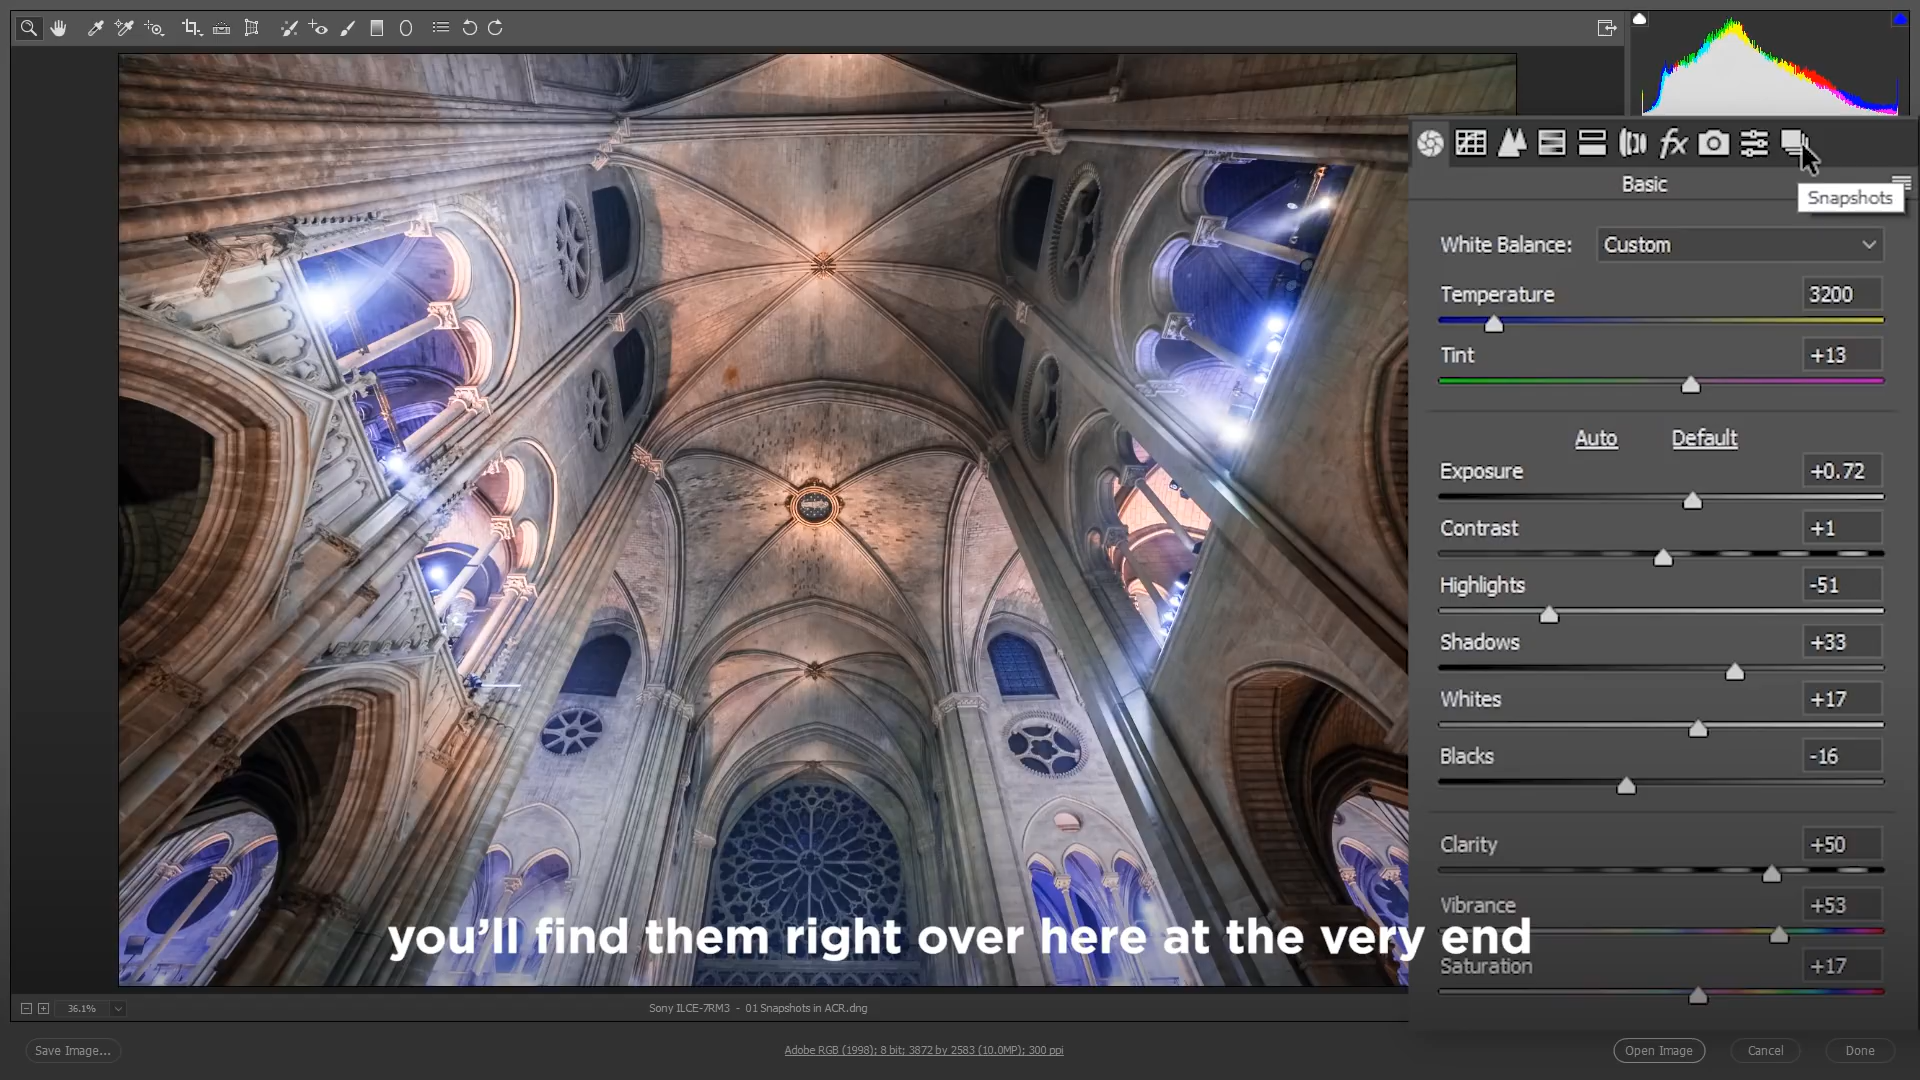 fx
Basic
Snapshots
White Balance: Custom
Temperature 3200
Tint +13
Auto Default
Exposure +0.72
Contrast +1
Highlights -51
Shadows +33
Whites +17
Blacks -16
Clarity +50
Vibrance +53
you'll find them right over here at the very end
Saturation +17
36.1% Sony ILCE-7RM3 - 01 Snapshots in ACR.dng
Save Image... Adobe RGB (1998); 8 bit; 3872 by 2583 (10.0MP); 300 ppi Open Image Cancel Done